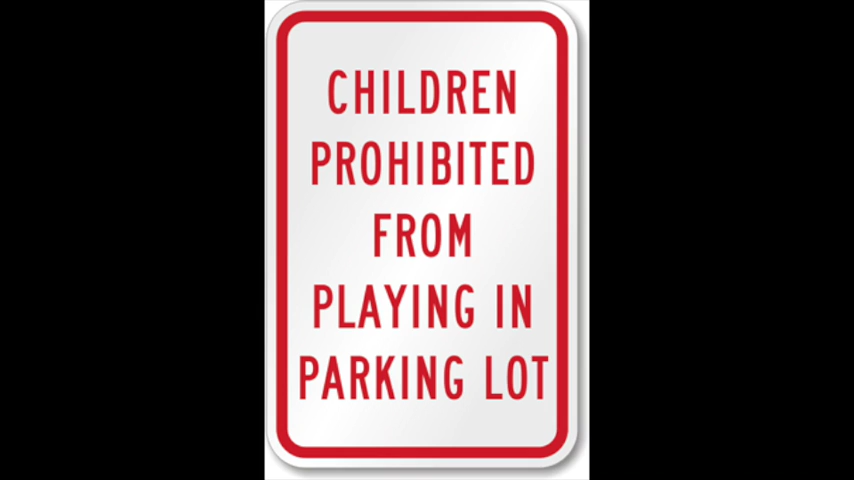 CHILDREN
PROHIBITED
FROM
PLAYING IN
PARKING LOT